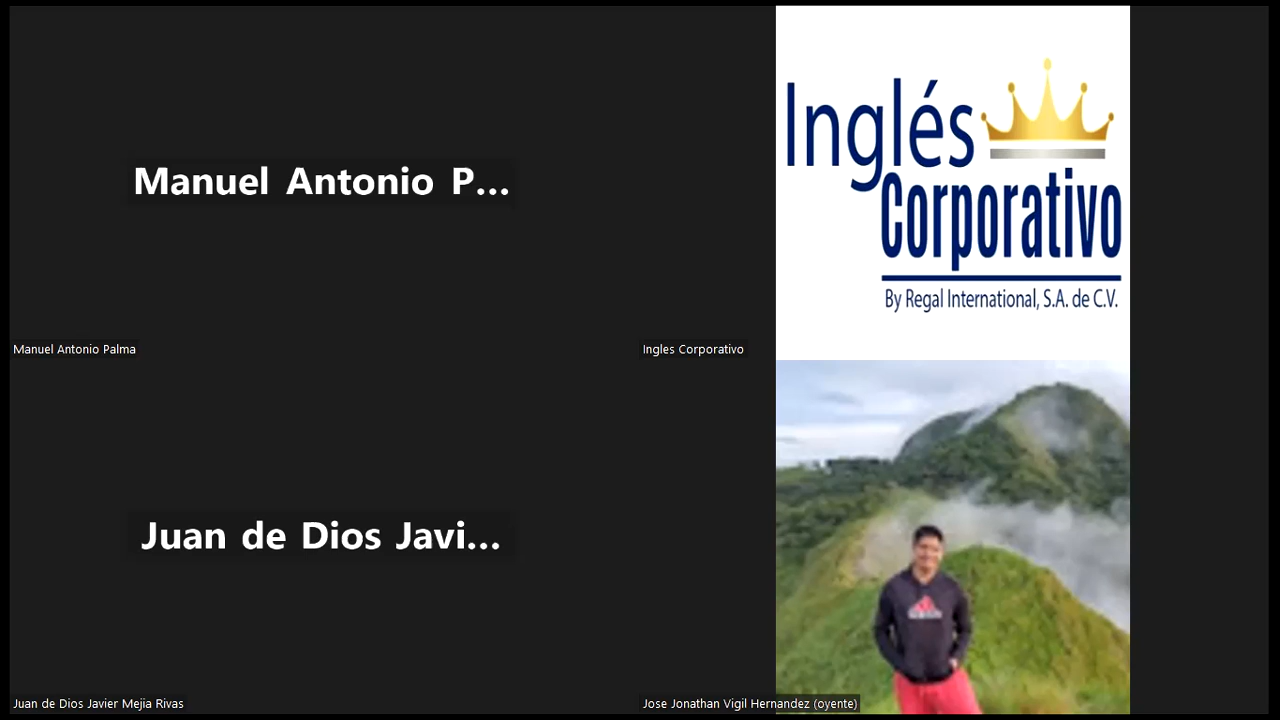 Manuel Antonio P...
Manuel Antonio Palma
Inglés
Corporativo
By Regal International, S.A. de C.V.
Ingles Corporativo
Juan de Dios Javi...
Juan de Dios Javier Mejia Rivas
Jose Jonathan Vigil Hernandez (oyente)